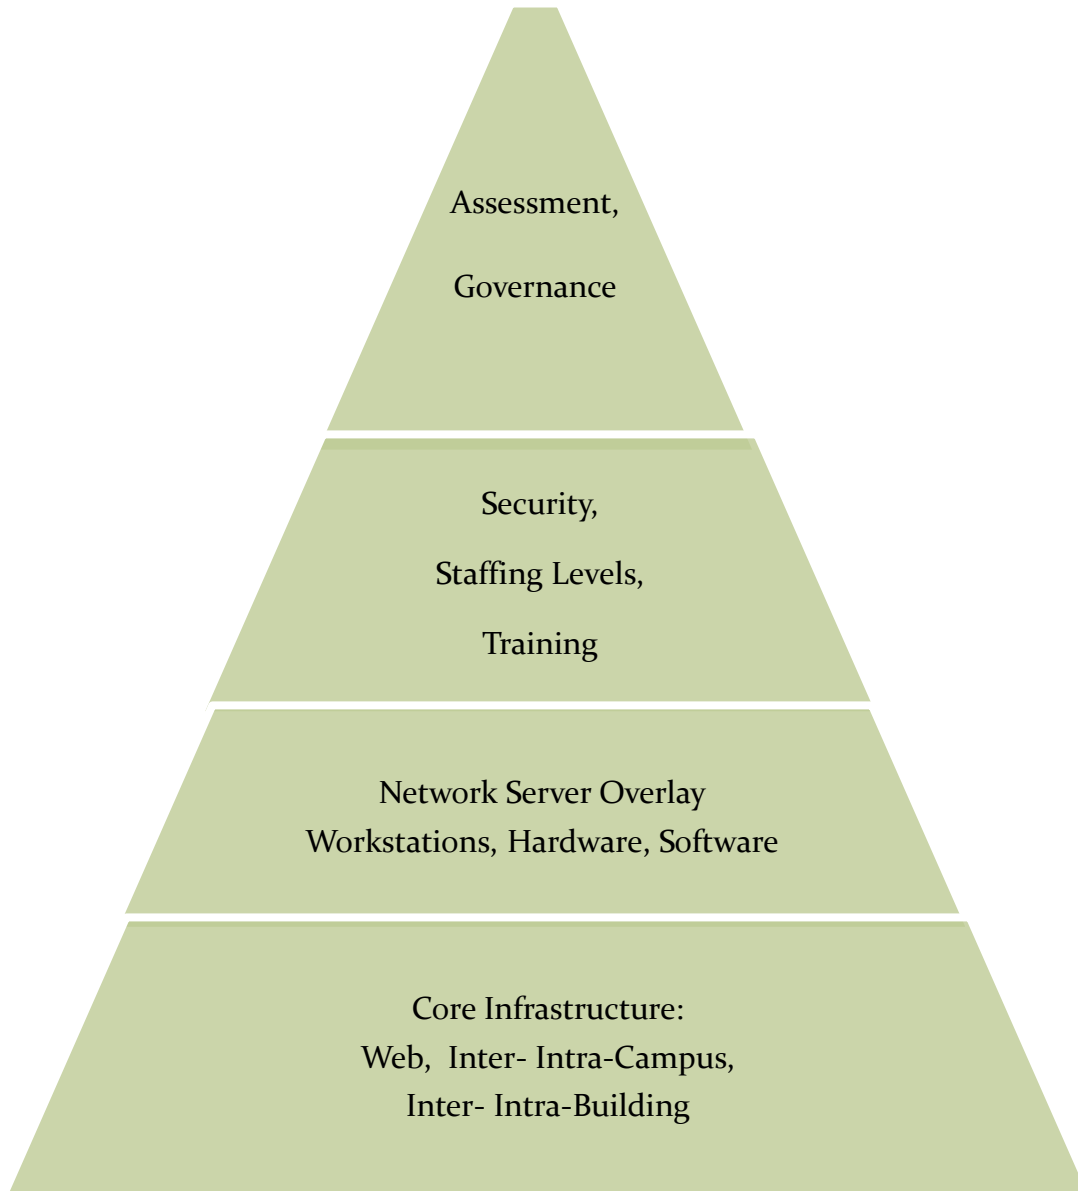 Assessment,
Governance
Security,
Staffing Levels,
Training
Network Server Overlay
Workstations, Hardware, Software
Core Infrastructure:
Web,  Inter- Intra-Campus,
Inter- Intra-Building